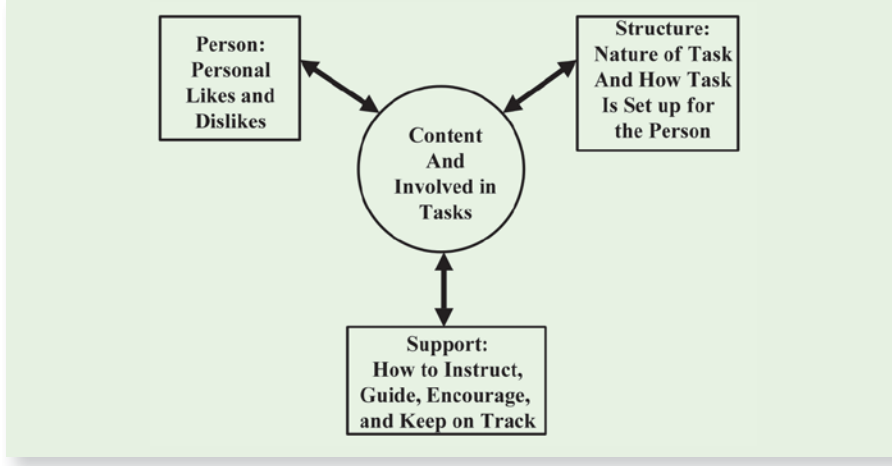 Person:
Personal
Likes and
Dislikes
Structure:
Nature of Task
And How Task
Is Set up for
the Person
Content
And
Involved in
Tasks
Support:
How to Instruct,
Guide, Encourage,
and Keep on Track